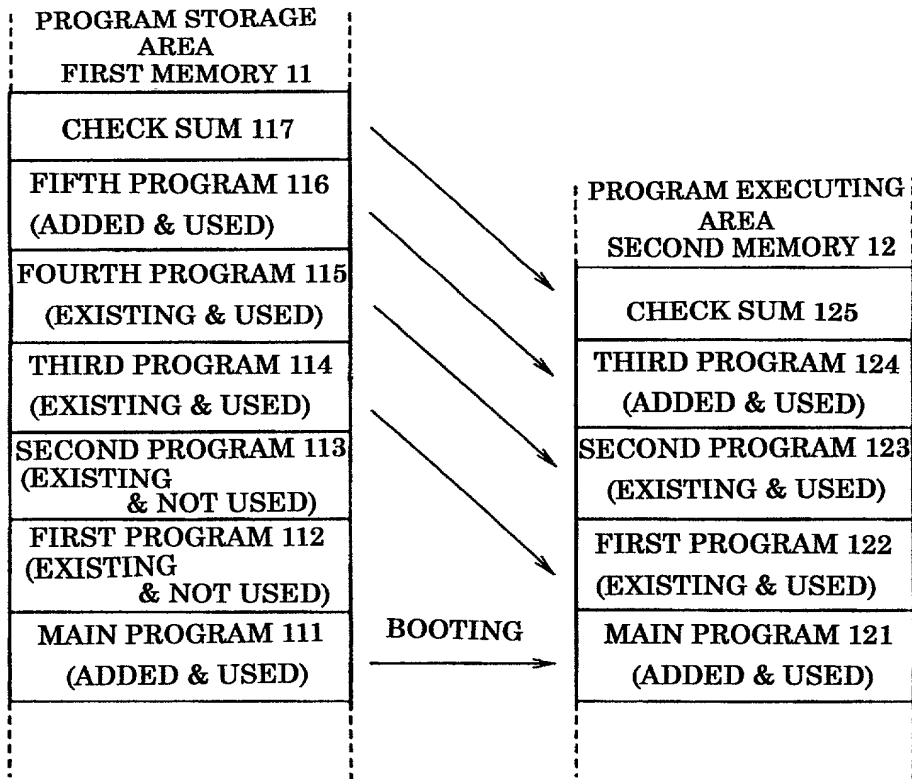 PROGRAM STORAGE
AREA
FIRST MEMORY 11
CHECK SUM 117
FIFTH PROGRAM 116
(ADDED & USED)
FOURTH PROGRAM 115
(EXISTING & USED)
THIRD PROGRAM 114
(EXISTING & USED)
SECOND PROGRAM 113
(EXISTING
& NOT USED)
FIRST PROGRAM 112
(EXISTING
& NOT USED)
MAIN PROGRAM 111
(ADDED & USED)
BOOTING
PROGRAM EXECUTING
AREA
SECOND MEMORY 12
CHECK SUM 125
THIRD PROGRAM 124
(ADDED & USED)
SECOND PROGRAM 123
(EXISTING & USED)
FIRST PROGRAM 122
(EXISTING & USED)
MAIN PROGRAM 121
(ADDED & USED)